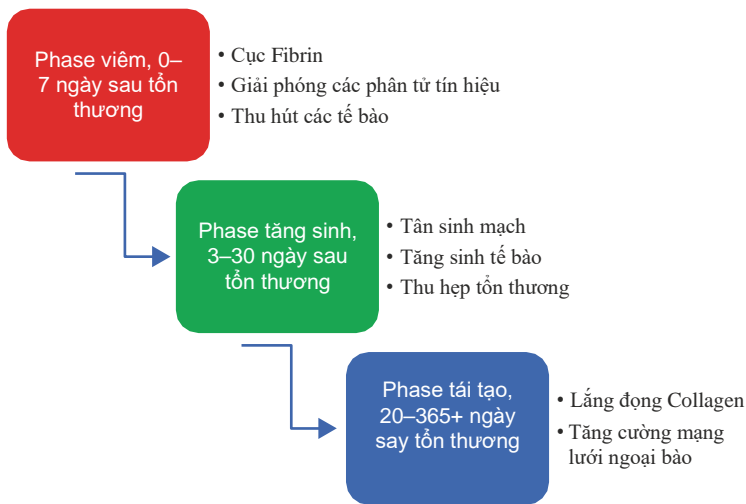 Phase viêm, 0–
7 ngày sau tổn
thương
• Cục Fibrin
• Giải phóng các phân tử tín hiệu
• Thu hút các tế bào
Phase tăng sinh,
3–30 ngày sau
tổn thương
• Tân sinh mạch
• Tăng sinh tế bào
• Thu hẹp tổn thương
Phase tái tạo,
20–365+ ngày
say tổn thương
• Lắng đọng Collagen
• Tăng cường mạng
lưới ngoại bào